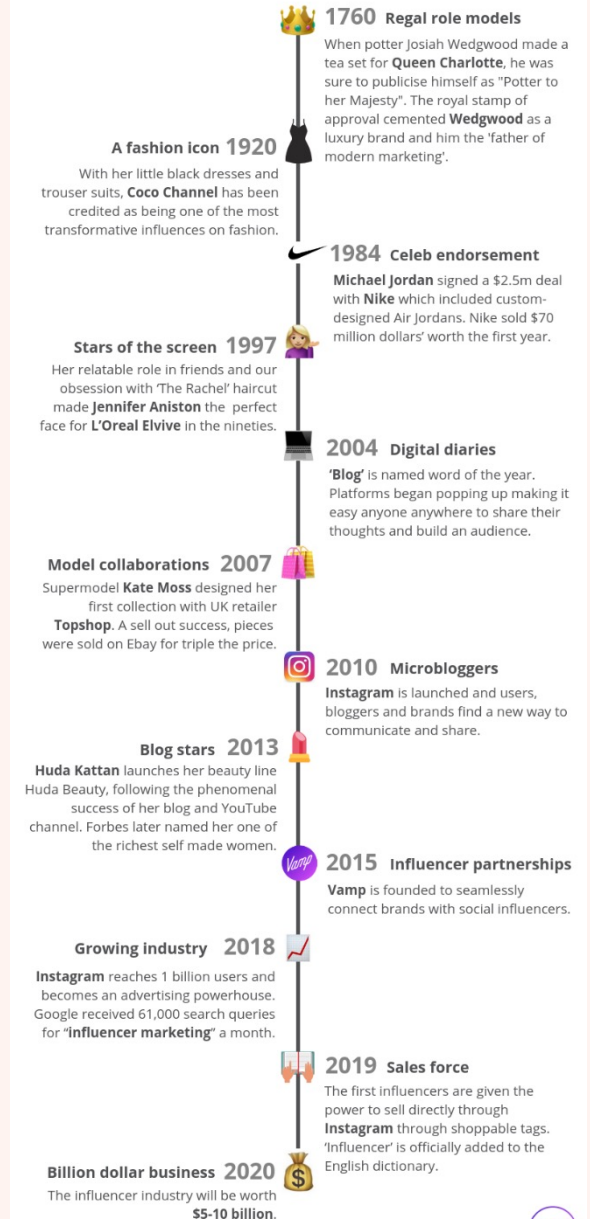 1760 Regal role models
When potter Josiah Wedgwood made a
tea set for Queen Charlotte, he was
sure to publicise himself as "Potter to
her Majesty". The royal stamp of
approval cemented Wedgwood as a
luxury brand and him the 'father of
modern marketing'.
A fashion icon 1920
With her little black dresses and
trouser suits, Coco Channel has been
credited as being one of the most
transformative influences on fashion.
1984 Celeb endorsement
Michael Jordan signed a $2.5m deal
with Nike which included custom-
designed Air Jordans. Nike sold $70
million dollars’ worth the first year.
Stars of the screen 1997
Her relatable role in friends and our
obsession with ‘The Rachel’ haircut
made Jennifer Aniston the perfect
face for L’Oreal Elvive in the nineties.
2004 Digital diaries
‘Blog’ is named word of the year.
Platforms began popping up making it
easy anyone anywhere to share their
thoughts and build an audience.
Model collaborations 2007
Supermodel Kate Moss designed her
first collection with UK retailer
Topshop. A sell out success, pieces
were sold on Ebay for triple the price.
2010 Microbloggers
Instagram is launched and users,
bloggers and brands find a new way to
communicate and share.
Blog stars 2013
Huda Kattan launches her beauty line
Huda Beauty, following the phenomenal
success of her blog and YouTube
channel. Forbes later named her one of
the richest self made women.
Vamp
2015 Influencer partnerships
Vamp is founded to seamlessly
connect brands with social influencers.
Growing industry 2018
Instagram reaches 1 billion users and
becomes an advertising powerhouse.
Google received 61,000 search queries
for “influencer marketing” a month.
2019 Sales force
The first influencers are given the
power to sell directly through
Instagram through shoppable tags.
‘Influencer’ is officially added to the
English dictionary.
Billion dollar business 2020
The influencer industry will be worth
$5-10 billion.